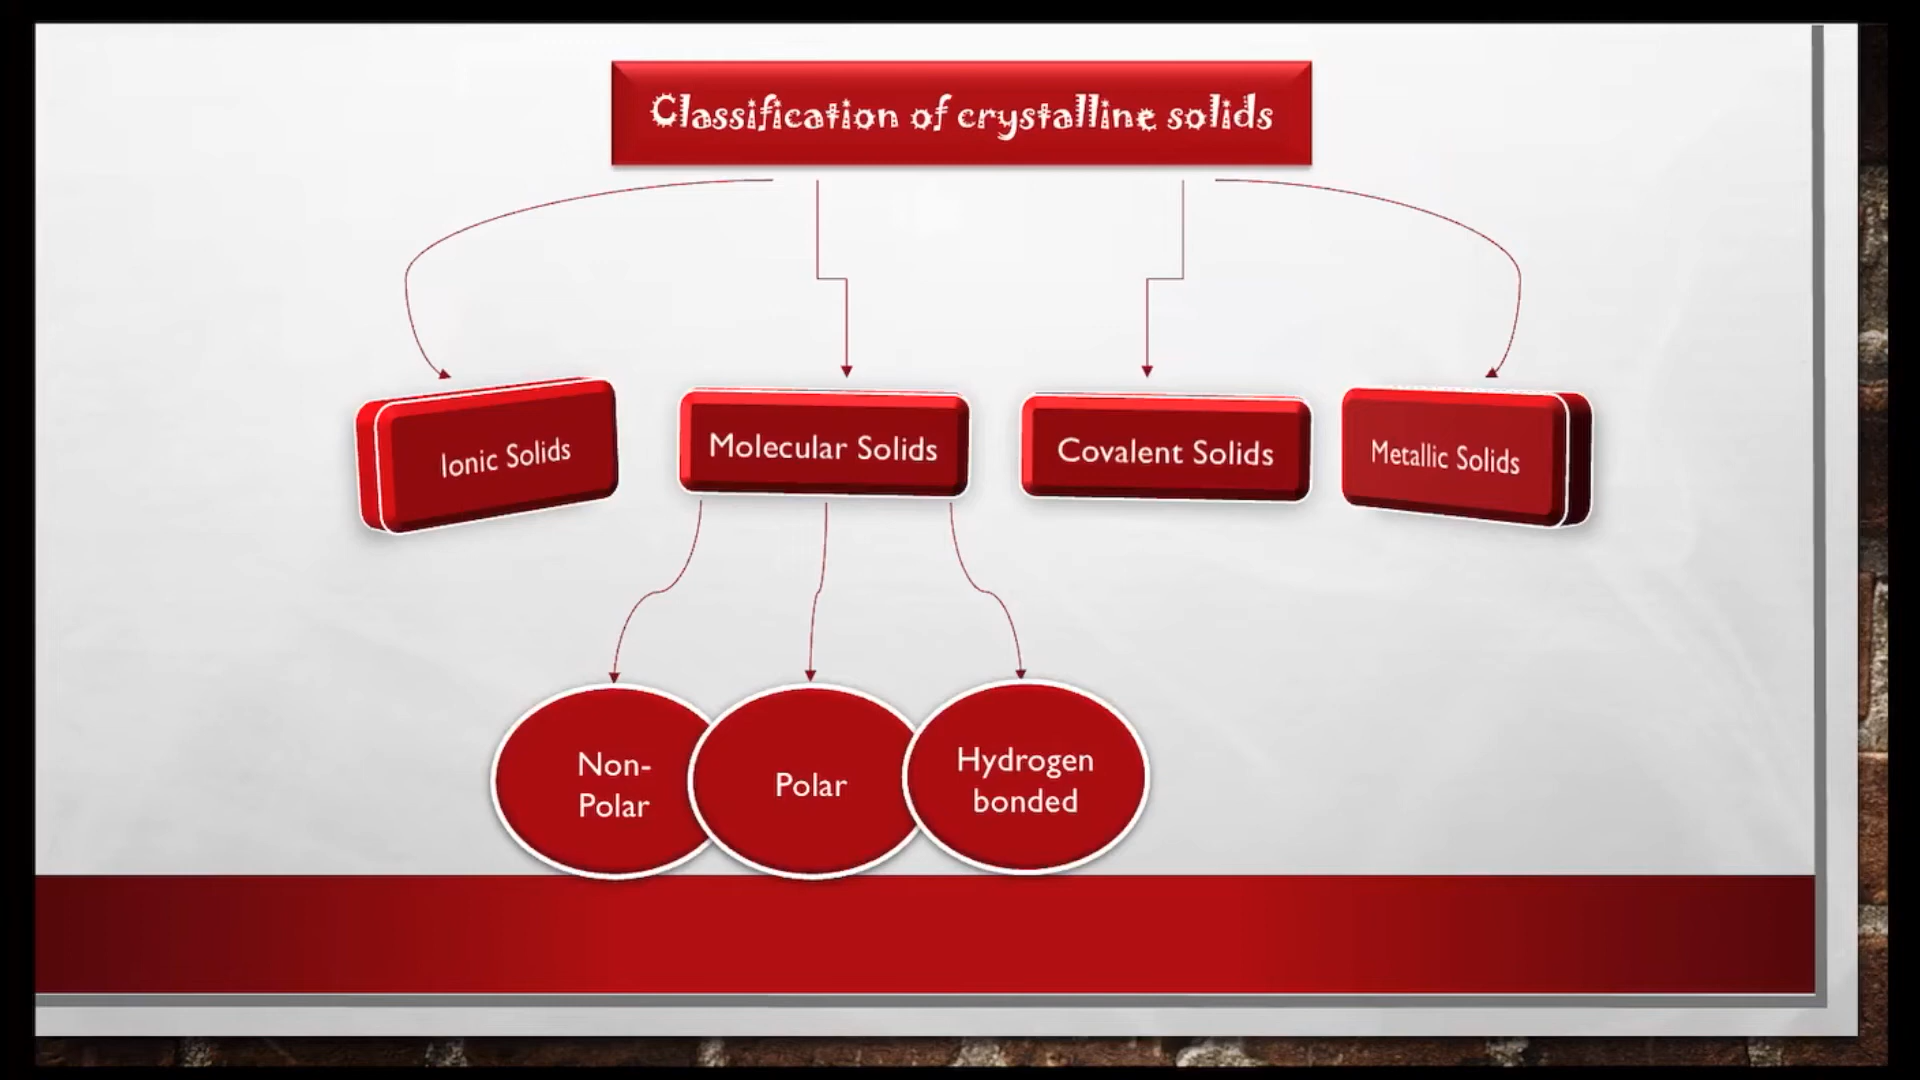 Classification of crystalline solids
Ionic Solids
Molecular Solids
Covalent Solids
Metallic Solids
Non-
Polar
Polar
Hydrogen
bonded